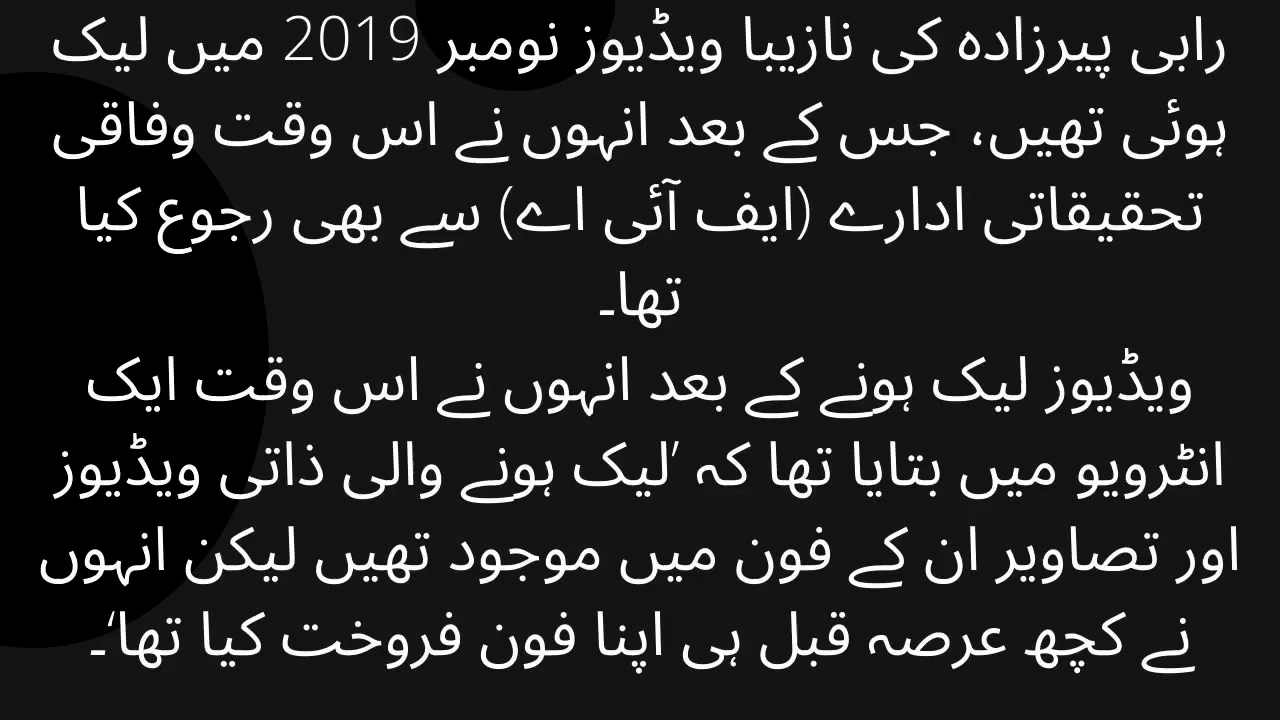 رابی پیرزادہ کی نازیبا ویڈیوز نومبر 2019 میں لیک
ہوئی تھیں، جس کے بعد انہوں نے اس وقت وفاقی
تحقیقاتی ادارے (ایف آئی اے) سے بھی رجوع کیا
تھا۔
ویڈیوز لیک ہونے کے بعد انہوں نے اس وقت ایک
انٹرویو میں بتایا تھا کہ ’لیک ہونے والی ذاتی ویڈیوز
اور تصاویر ان کے فون میں موجود تھیں لیکن انہوں
نے کچھ عرصہ قبل ہی اپنا فون فروخت کیا تھا‘۔